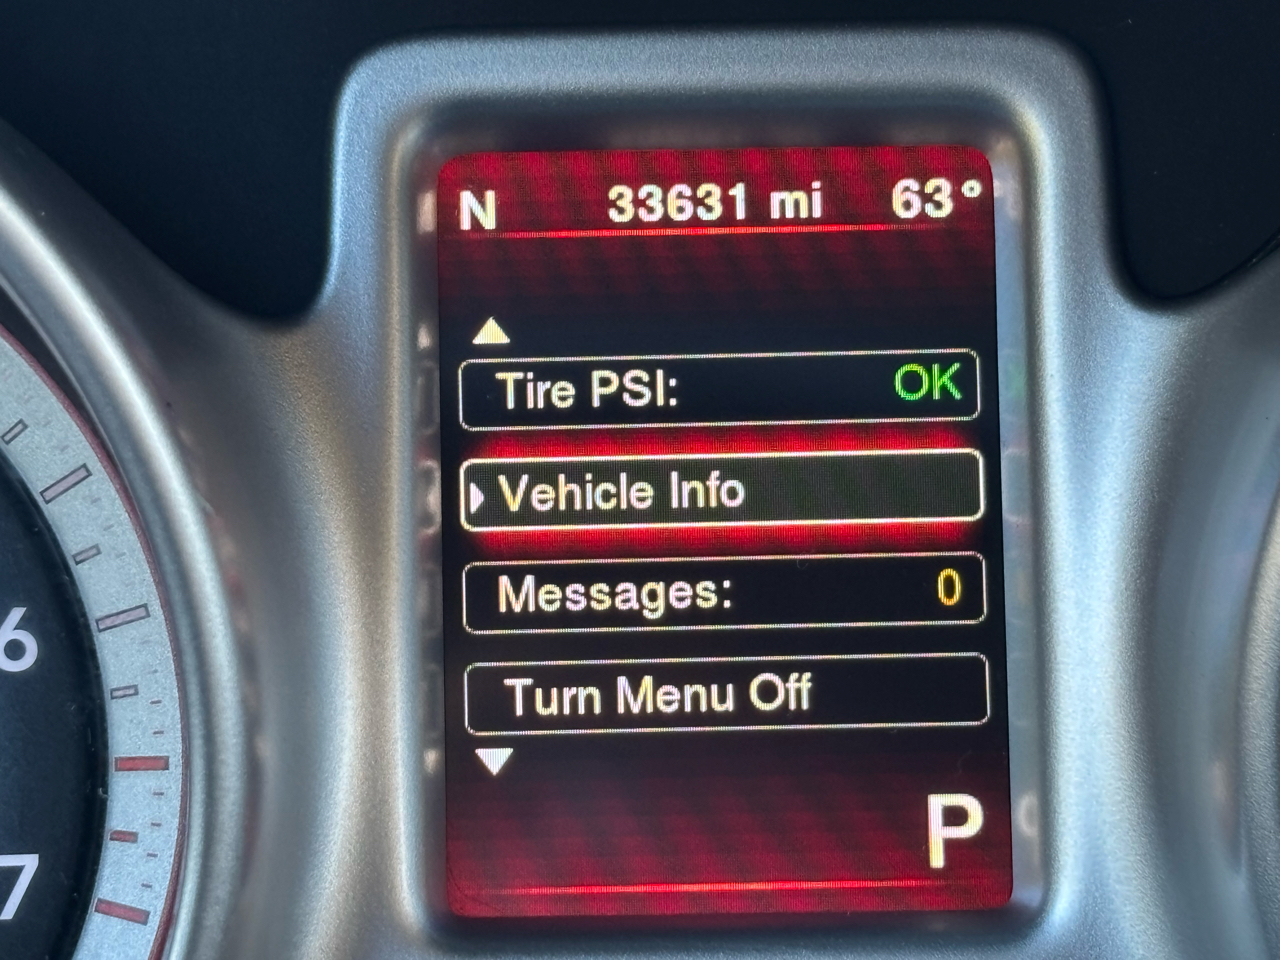 N 33631 mi 63°
Tire PSI: OK
Vehicle Info
Messages: 0
Turn Menu Off
P
6
7